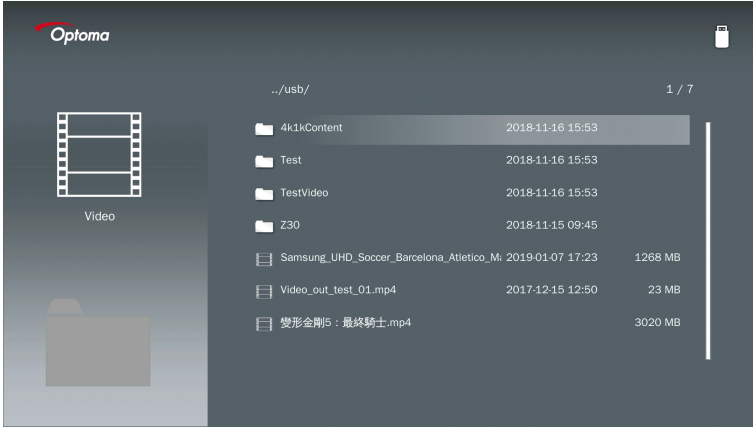 Optoma
../usb/ 1 / 7
4k1kContent 2018-11-16 15:53
Test 2018-11-16 15:53
TestVideo 2018-11-16 15:53
Video
Z30 2018-11-15 09:45
Samsung_UHD_Soccer_Barcelona_Atletico_Ma 2019-01-07 17:23 1268 MB
Video_out_test_01.mp4 2017-12-15 12:50 23 MB
變形金剛5：最終騎士.mp4 3020 MB